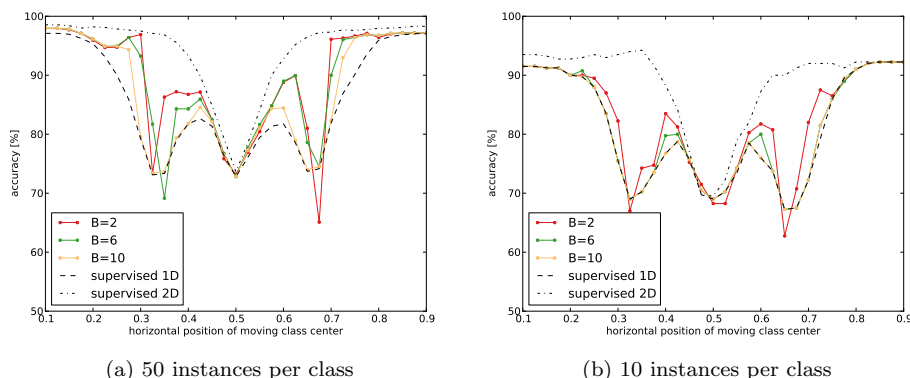 100
90
80
70
60
50
accuracy [%]
B=2
B=6
B=10
supervised 1D
supervised 2D
0.1 0.2 0.3 0.4 0.5 0.6 0.7 0.8 0.9
horizontal position of moving class center
(a) 50 instances per class
100
90
80
70
60
50
accuracy [%]
B=2
B=6
B=10
supervised 1D
supervised 2D
0.1 0.2 0.3 0.4 0.5 0.6 0.7 0.8 0.9
horizontal position of moving class center
(b) 10 instances per class